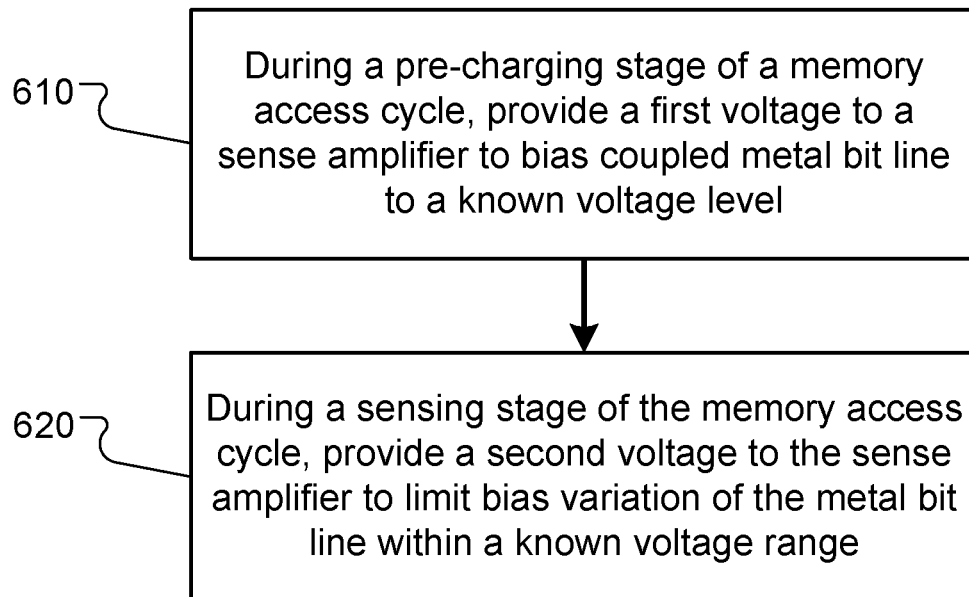 610
During a pre-charging stage of a memory
access cycle, provide a first voltage to a
sense amplifier to bias coupled metal bit line
to a known voltage level
620
During a sensing stage of the memory access
cycle, provide a second voltage to the sense
amplifier to limit bias variation of the metal bit
line within a known voltage range